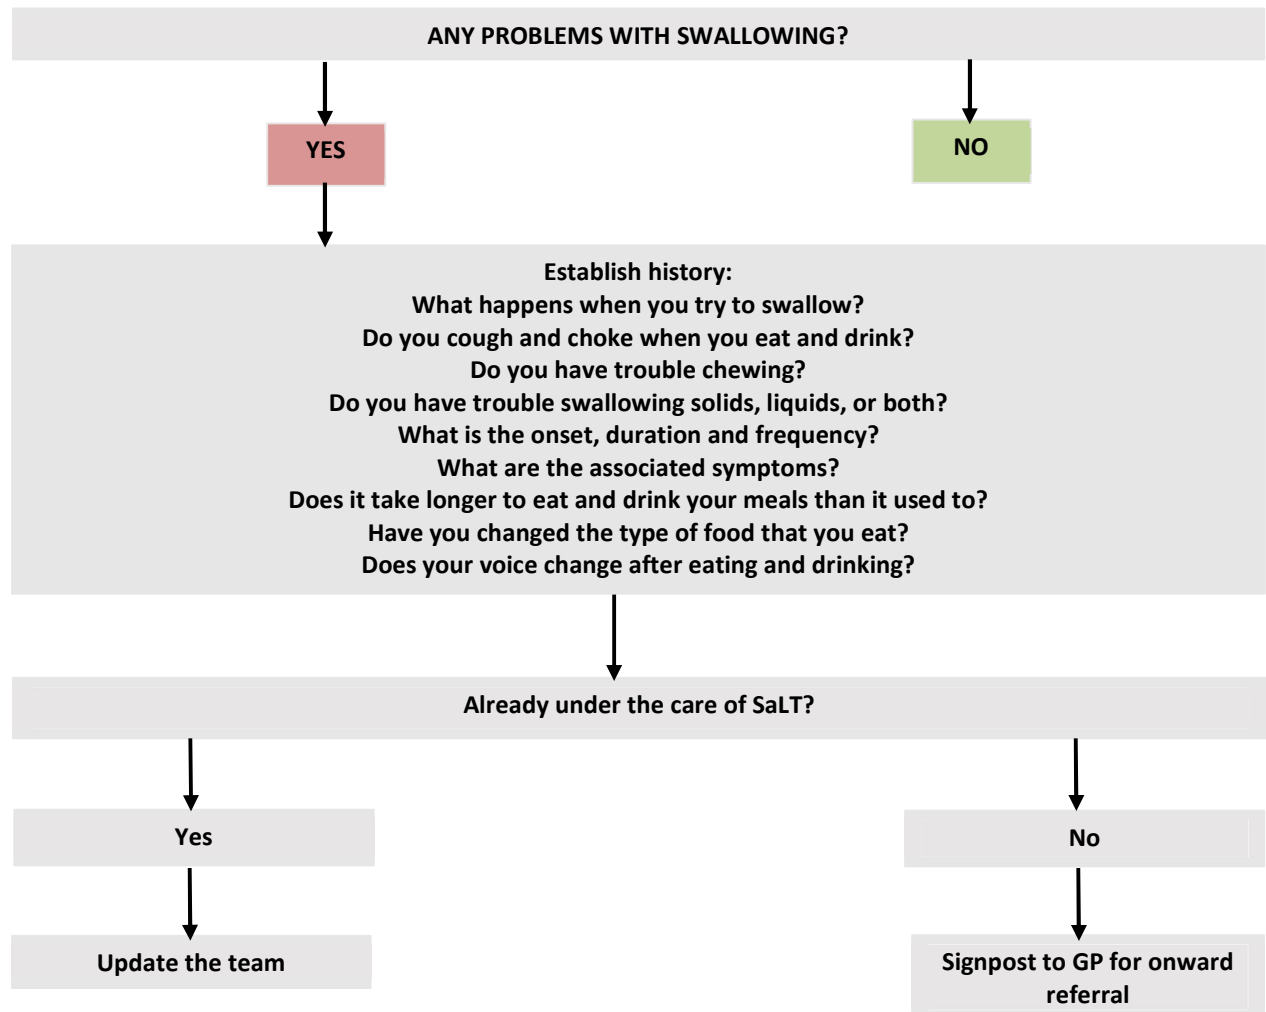 ANY PROBLEMS WITH SWALLOWING?
YES
NO
Establish history:
What happens when you try to swallow?
Do you cough and choke when you eat and drink?
Do you have trouble chewing?
Do you have trouble swallowing solids, liquids, or both?
What is the onset, duration and frequency?
What are the associated symptoms?
Does it take longer to eat and drink your meals than it used to?
Have you changed the type of food that you eat?
Does your voice change after eating and drinking?
Already under the care of SaLT?
Yes
No
Update the team
Signpost to GP for onward
referral